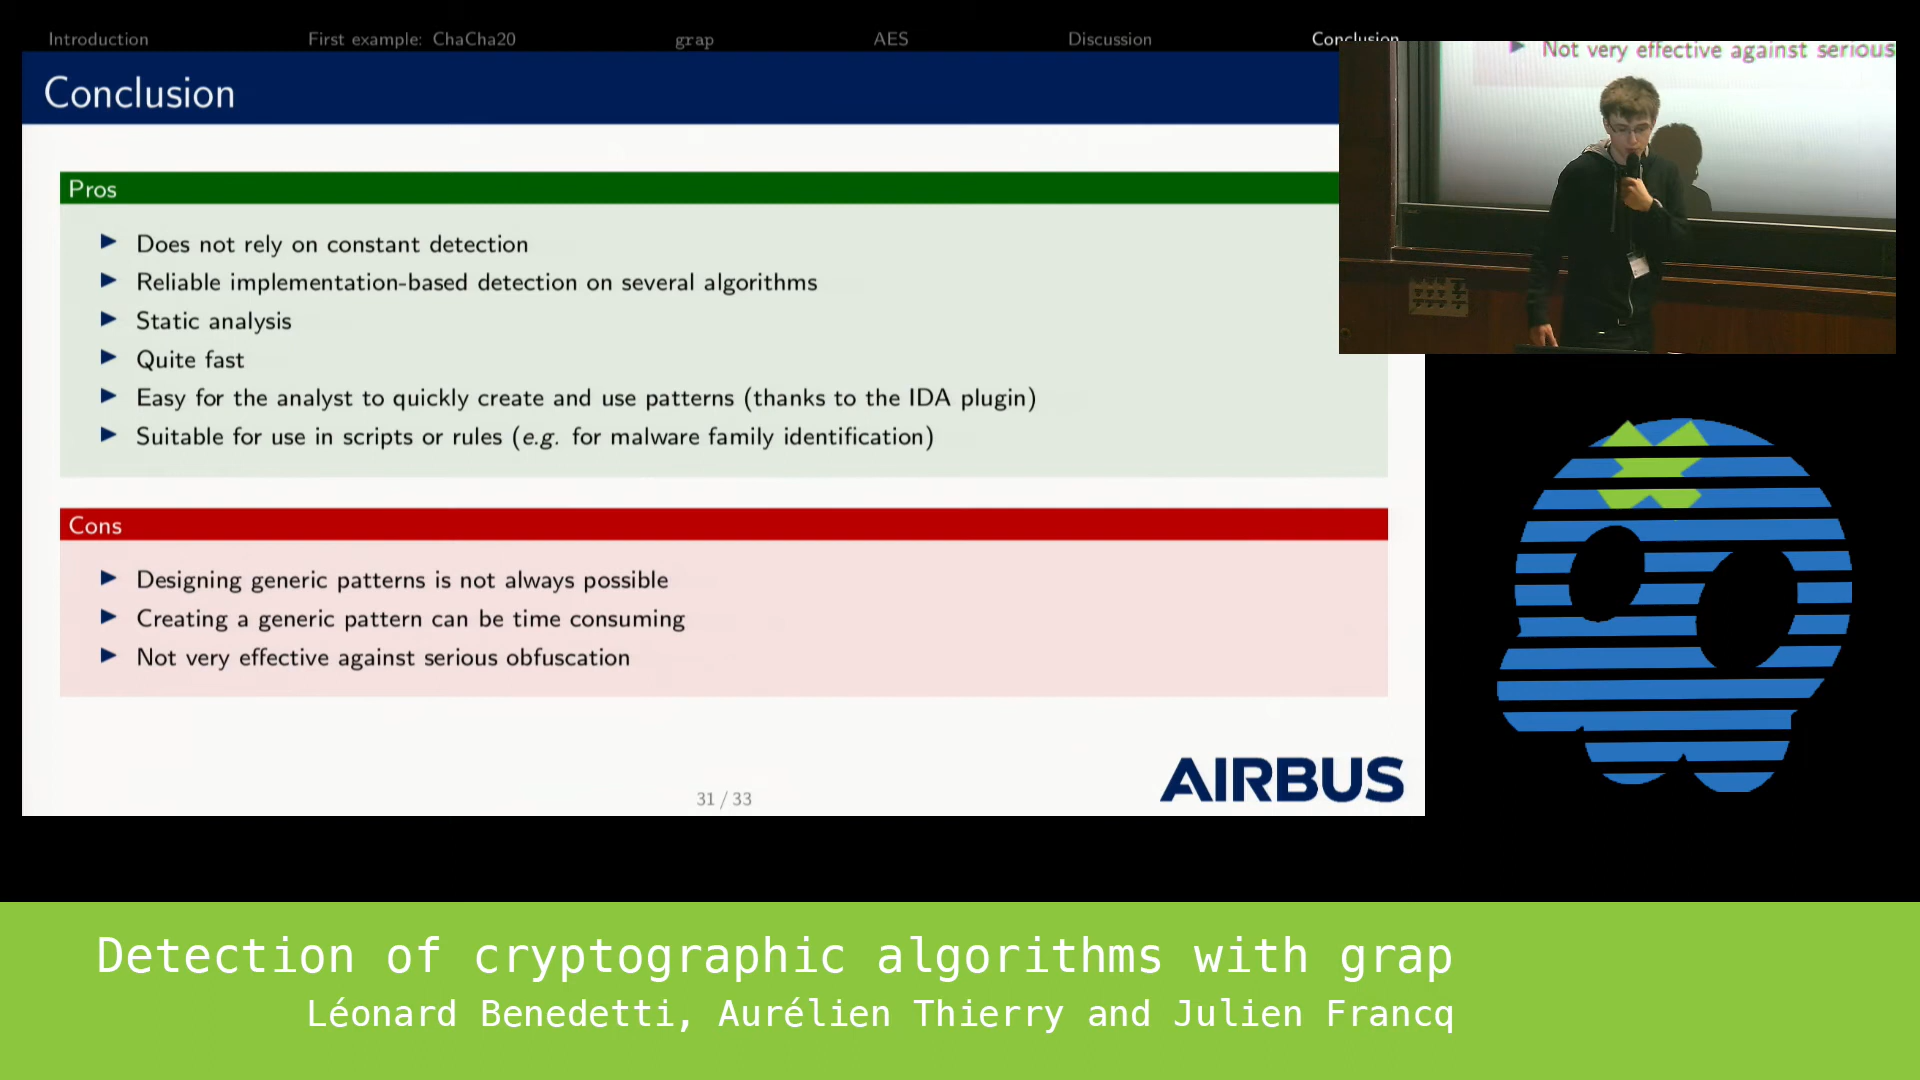 Introduction
First example: ChaCha20
grap
AES
Discussion
Conclusion
Conclusion
Not very effective against serious
Pros
Does not rely on constant detection
Reliable implementation-based detection on several algorithms
Static analysis
Quite fast
Easy for the analyst to quickly create and use patterns (thanks to the IDA plugin)
Suitable for use in scripts or rules (e.g. for malware family identification)
Cons
Designing generic patterns is not always possible
Creating a generic pattern can be time consuming
Not very effective against serious obfuscation
AIRBUS
31 / 33
Detection of cryptographic algorithms with grap
Léonard Benedetti, Aurélien Thierry and Julien Francq